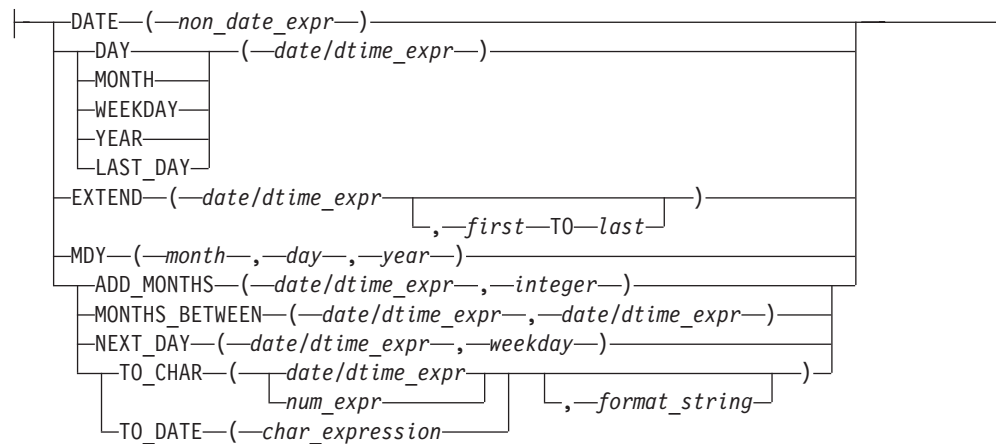 DATE ( non_date_expr )
DAY ( date/dtime_expr )
MONTH
WEEKDAY
YEAR
LAST_DAY
EXTEND ( date/dtime_expr )
, first TO last
MDY ( month , day , year )
ADD_MONTHS ( date/dtime_expr , integer )
MONTHS_BETWEEN ( date/dtime_expr , date/dtime_expr )
NEXT_DAY ( date/dtime_expr , weekday )
TO_CHAR ( date/dtime_expr )
num_expr , format_string
TO_DATE ( char_expression